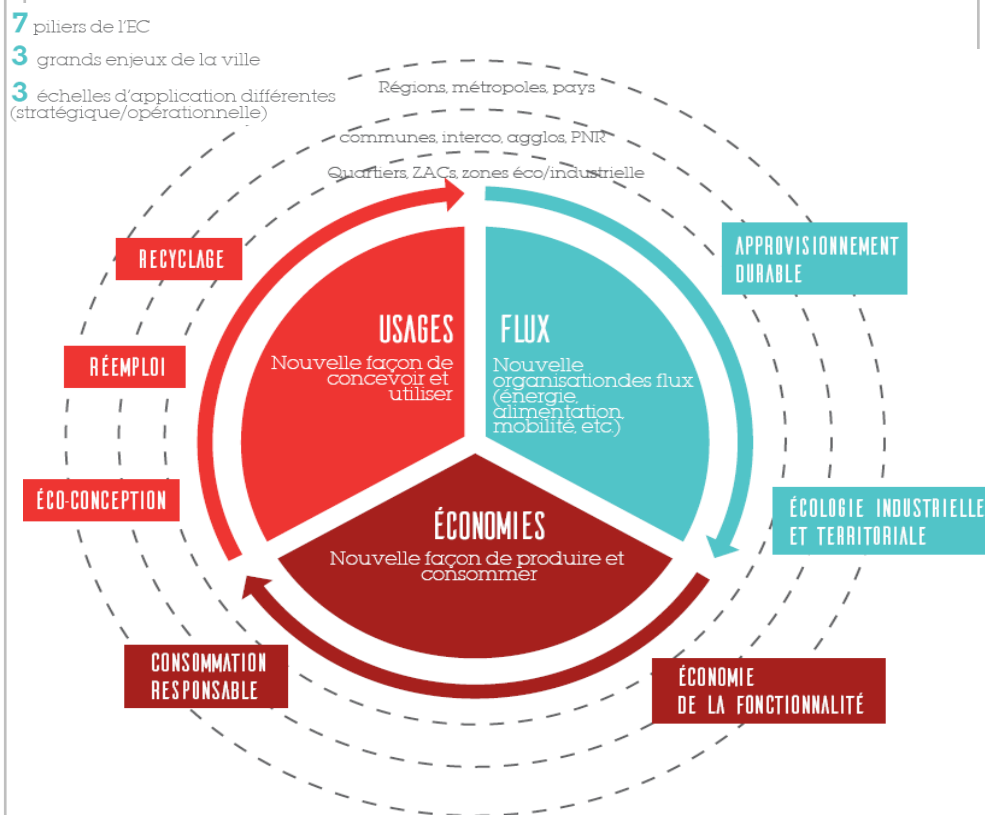 7 piliers de l'EC
3 grands enjeux de la ville
3 échelles d'application différentes
(stratégique/opérationnelle)
Régions, métropoles, pays
communes, interco, agglos, PNR
Quartiers, ZACs, zones éco/industrielle
RECYCLAGE
APPROVISIONNEMENT
DURABLE
USAGES
Nouvelle façon de
concevoir et
utiliser
FLUX
Nouvelle
organisationdes flux
(énergie,
alimentation,
mobilité, etc.)
RÉEMPLOI
ÉCO-CONCEPTION
ÉCOLOGIE INDUSTRIELLE
ET TERRITORIALE
ÉCONOMIES
Nouvelle façon de produire et
consommer
CONSOMMATION
RESPONSABLE
ÉCONOMIE
DE LA FONCTIONNALITÉ